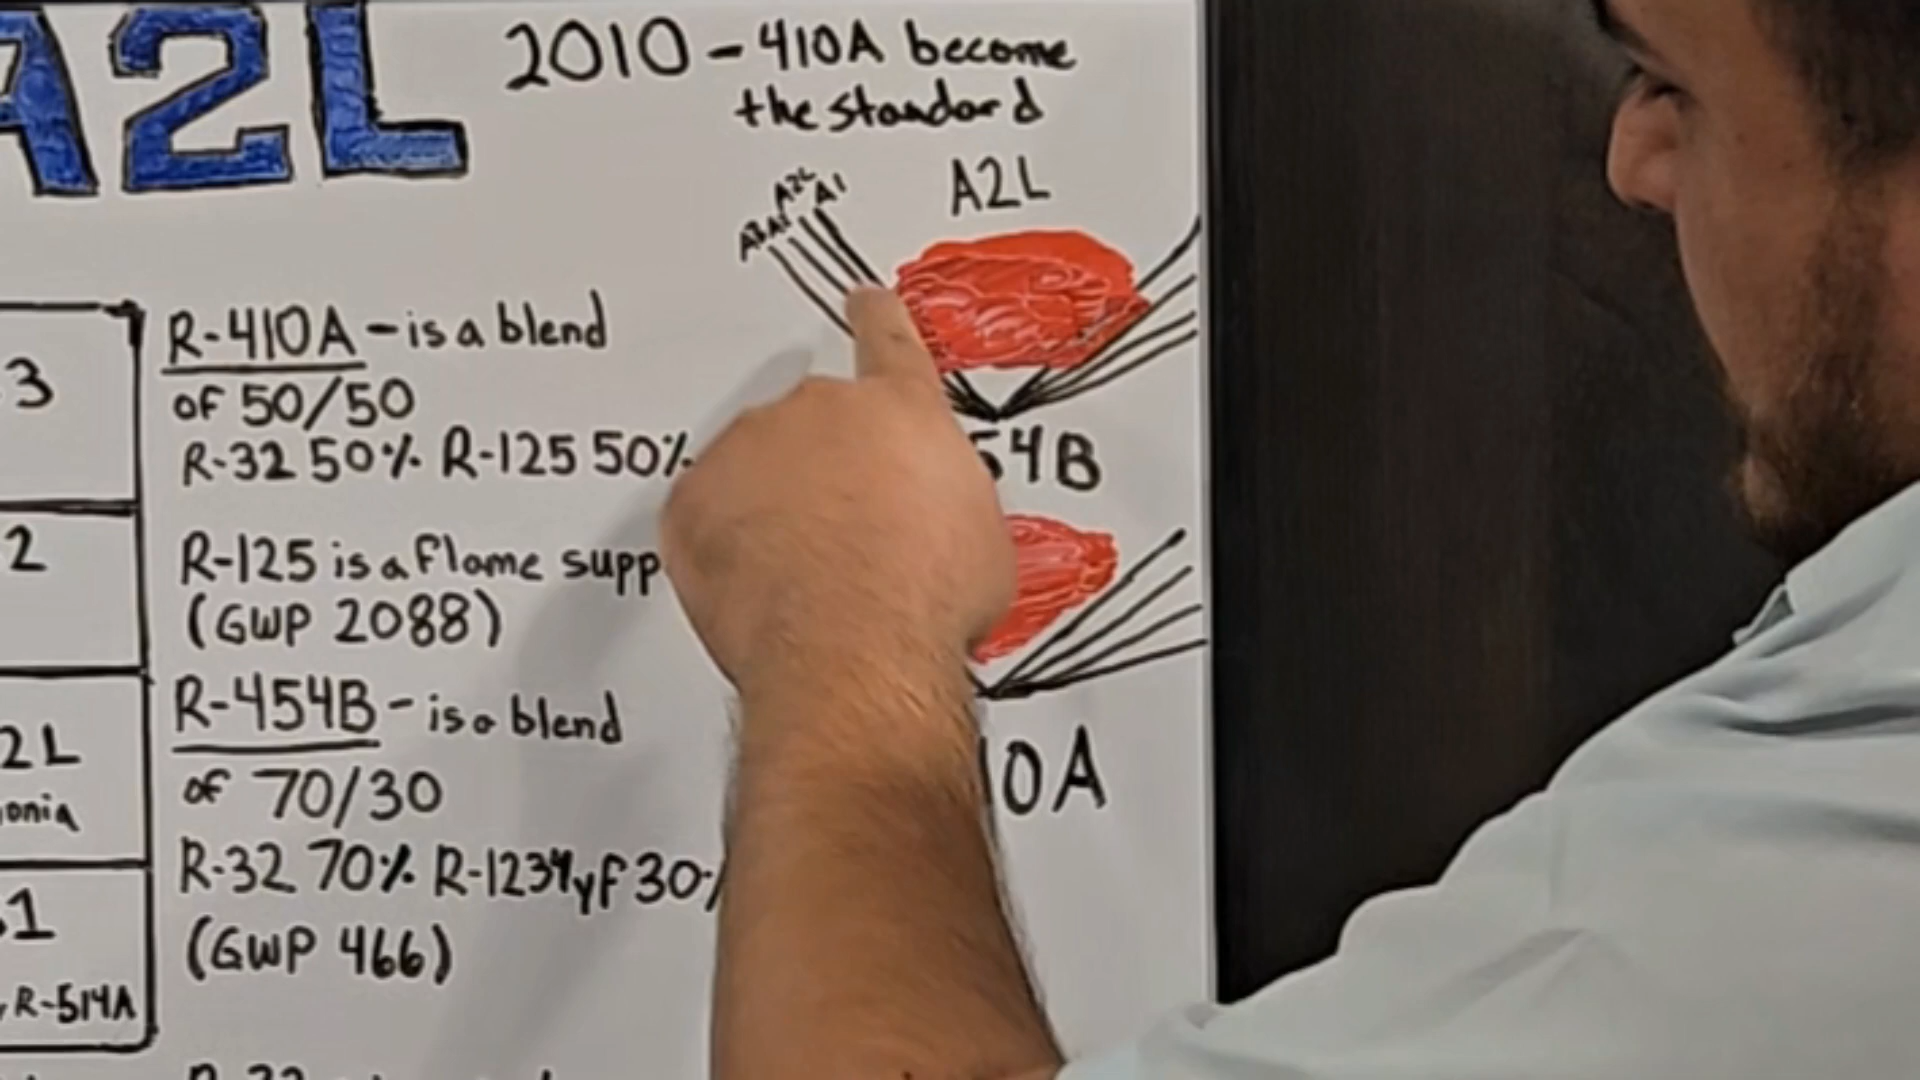 A2L
2010 - 410A become
the standard
A2L
A1
A2L
3
R-410A - is a blend
of 50/50
R-32 50% R-125 50%
54B
2
R-125 is a flame supp
(GWP 2088)
2L
onia
R-454B - is a blend
of 70/30
10A
R-32 70% R-1234yf 30%
1
(GWP 466)
R-514A